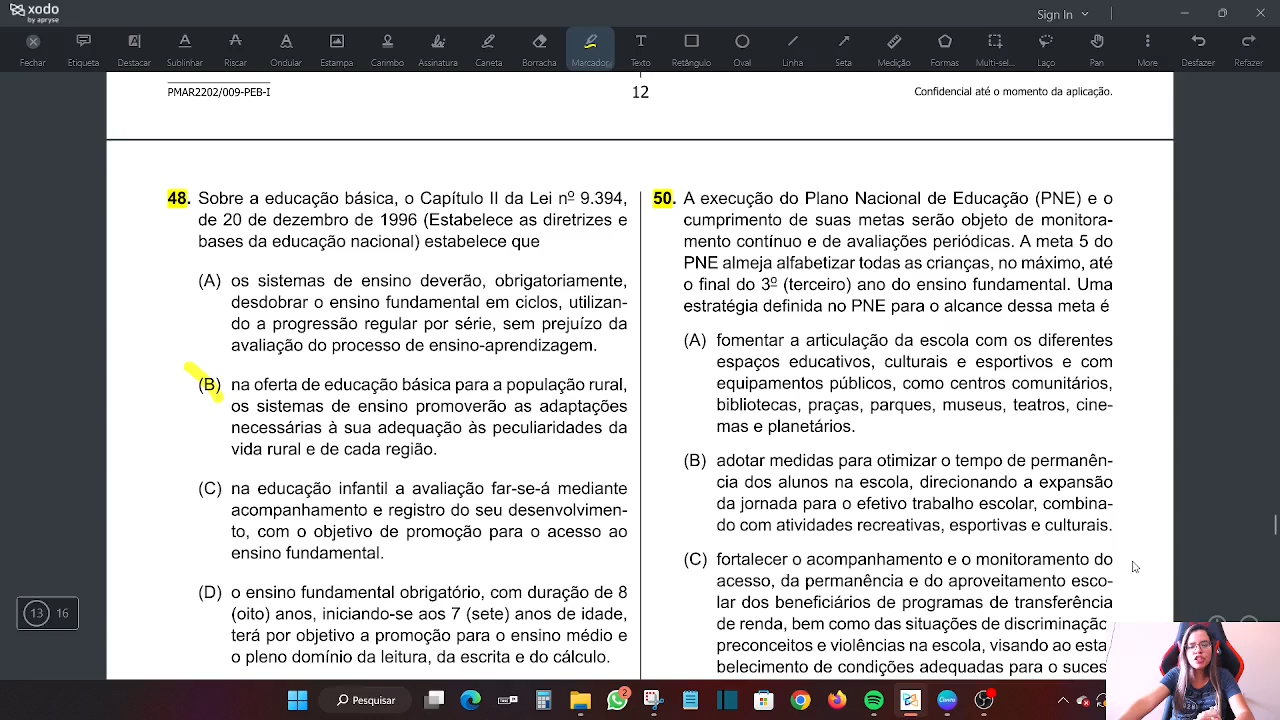 xodo
by apryse
Sign In
Fechar
Etiqueta
Destacar
Sublinhar
Riscar
Ondular
Estampa
Carimbo
Assinatura
Caneta
Borracha
Marcador
Texto
Retângulo
Oval
Linha
Seta
Medição
Formas
Multi-sel...
Laço
Pan
Mais
Desfazer
Refazer
PMAR2202/009-PEB-I
12
Confidencial até o momento da aplicação.
48. Sobre a educação básica, o Capítulo II da Lei nº 9.394,
de 20 de dezembro de 1996 (Estabelece as diretrizes e
bases da educação nacional) estabelece que
(A) os sistemas de ensino deverão, obrigatoriamente,
desdobrar o ensino fundamental em ciclos, utilizan-
do a progressão regular por série, sem prejuízo da
avaliação do processo de ensino-aprendizagem.
(B) na oferta de educação básica para a população rural,
os sistemas de ensino promoverão as adaptações
necessárias à sua adequação às peculiaridades da
vida rural e de cada região.
(C) na educação infantil a avaliação far-se-á mediante
acompanhamento e registro do seu desenvolvimen-
to, com o objetivo de promoção para o acesso ao
ensino fundamental.
(D) o ensino fundamental obrigatório, com duração de 8
(oito) anos, iniciando-se aos 7 (sete) anos de idade,
terá por objetivo a promoção para o ensino médio e
o pleno domínio da leitura, da escrita e do cálculo.
50. A execução do Plano Nacional de Educação (PNE) e o
cumprimento de suas metas serão objeto de monitora-
mento contínuo e de avaliações periódicas. A meta 5 do
PNE almeja alfabetizar todas as crianças, no máximo, até
o final do 3º (terceiro) ano do ensino fundamental. Uma
estratégia definida no PNE para o alcance dessa meta é
(A) fomentar a articulação da escola com os diferentes
espaços educativos, culturais e esportivos e com
equipamentos públicos, como centros comunitários,
bibliotecas, praças, parques, museus, teatros, cine-
mas e planetários.
(B) adotar medidas para otimizar o tempo de permanên-
cia dos alunos na escola, direcionando a expansão
da jornada para o efetivo trabalho escolar, combina-
do com atividades recreativas, esportivas e culturais.
(C) fortalecer o acompanhamento e o monitoramento do
acesso, da permanência e do aproveitamento esco-
lar dos beneficiários de programas de transferência
de renda, bem como das situações de discriminação,
preconceitos e violências na escola, visando ao esta
belecimento de condições adequadas para o suces
13 16
Pesquisar
2